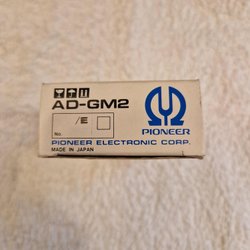 AD-GM2
/E
No.
PIONEER
PIONEER ELECTRONIC CORP.
MADE IN JAPAN